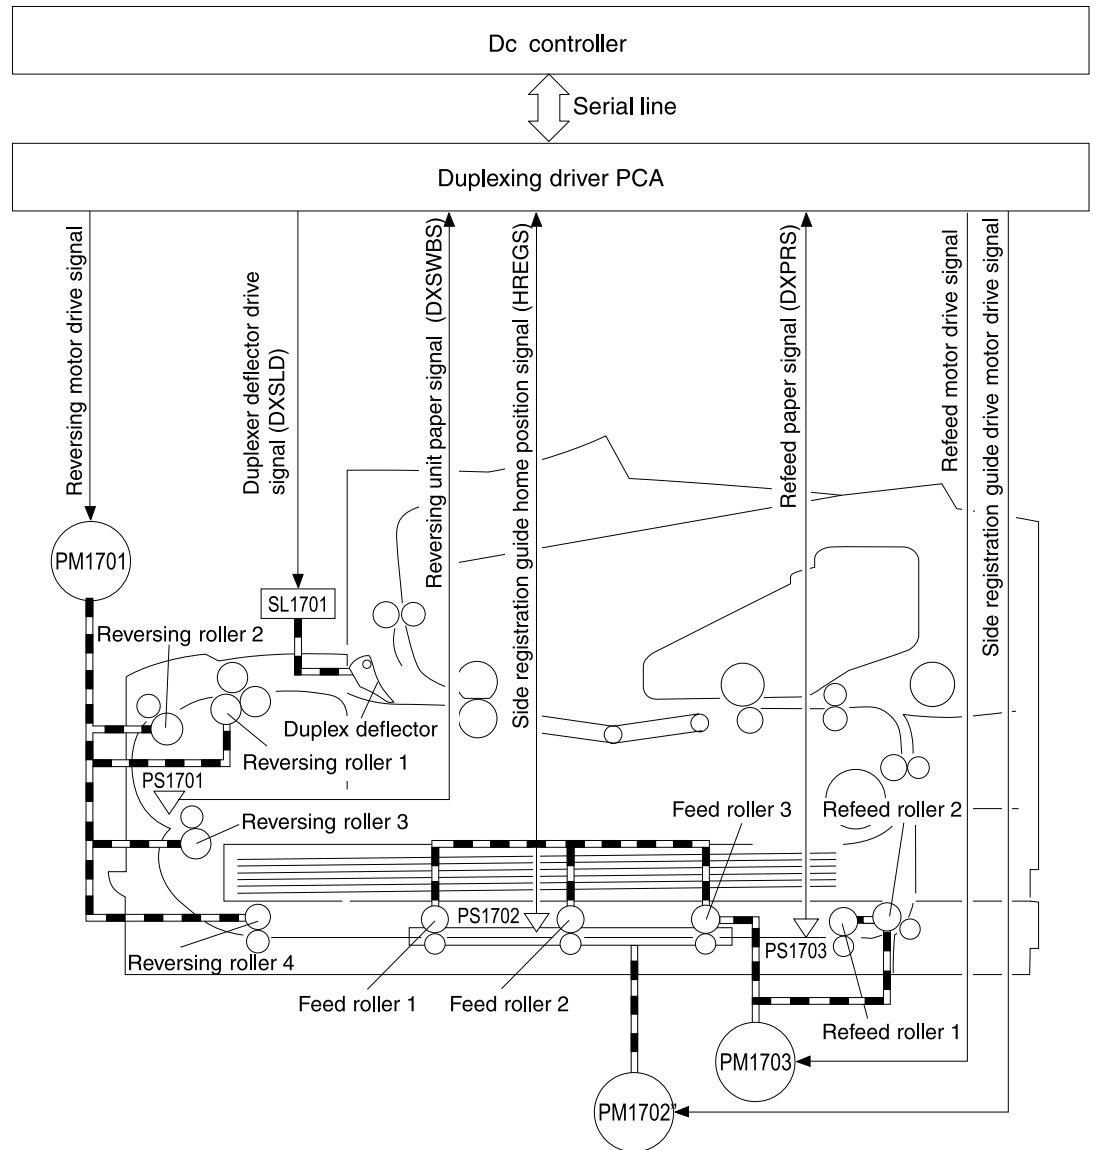 Dc controller
Serial line
Duplexing driver PCA
Reversing motor drive signal
Duplexer deflector drive
signal (DXSLD)
Reversing unit paper signal (DXSWBS)
Side registration guide home position signal (HREGS)
Refeed paper signal (DXPRS)
Refeed motor drive signal
Side registration guide drive motor drive signal
PM1701
SL1701
Reversing roller 2
Duplex deflector
Reversing roller 1
PS1701
Reversing roller 3
Feed roller 3
Refeed roller 2
PS1702
PS1703
Reversing roller 4
Feed roller 1
Feed roller 2
Refeed roller 1
PM1703
PM1702"